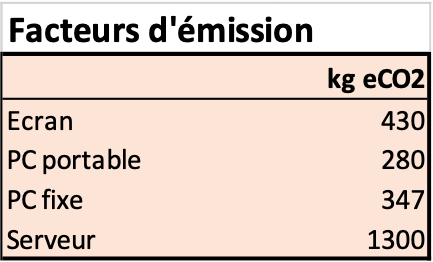 Facteurs d'émission
kg eCO2
Ecran 430
PC portable 280
PC fixe 347
Serveur 1300